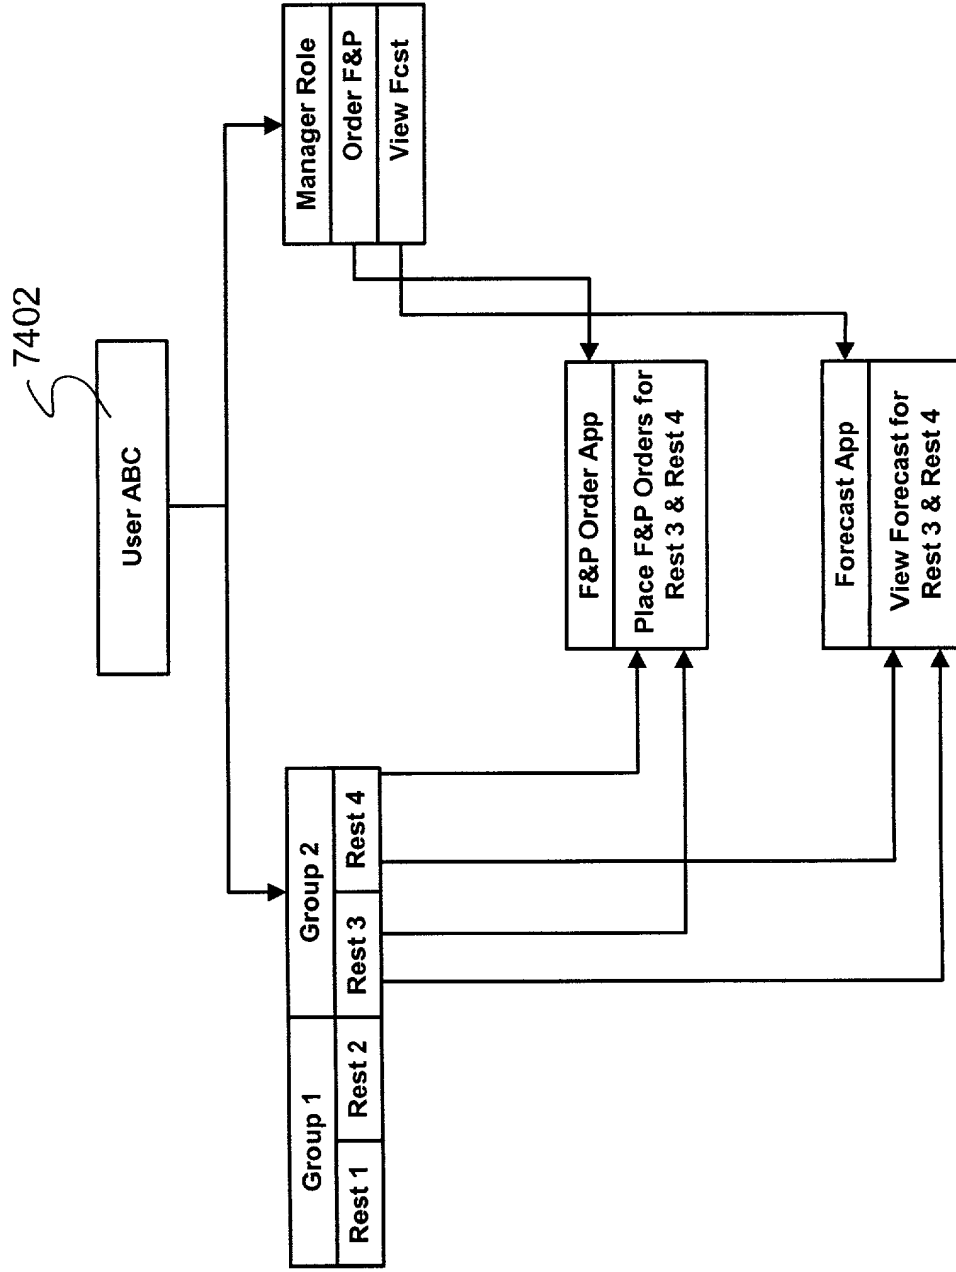 7402
User ABC
Group 1
Group 2
Rest 1
Rest 2
Rest 3
Rest 4
Manager Role
Order F&P
View Fcst
F&P Order App
Place F&P Orders for
Rest 3 & Rest 4
Forecast App
View Forecast for
Rest 3 & Rest 4